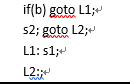 if(b) goto L1;↵
s2; goto L2;↵
L1: s1;↵
L2:;↵